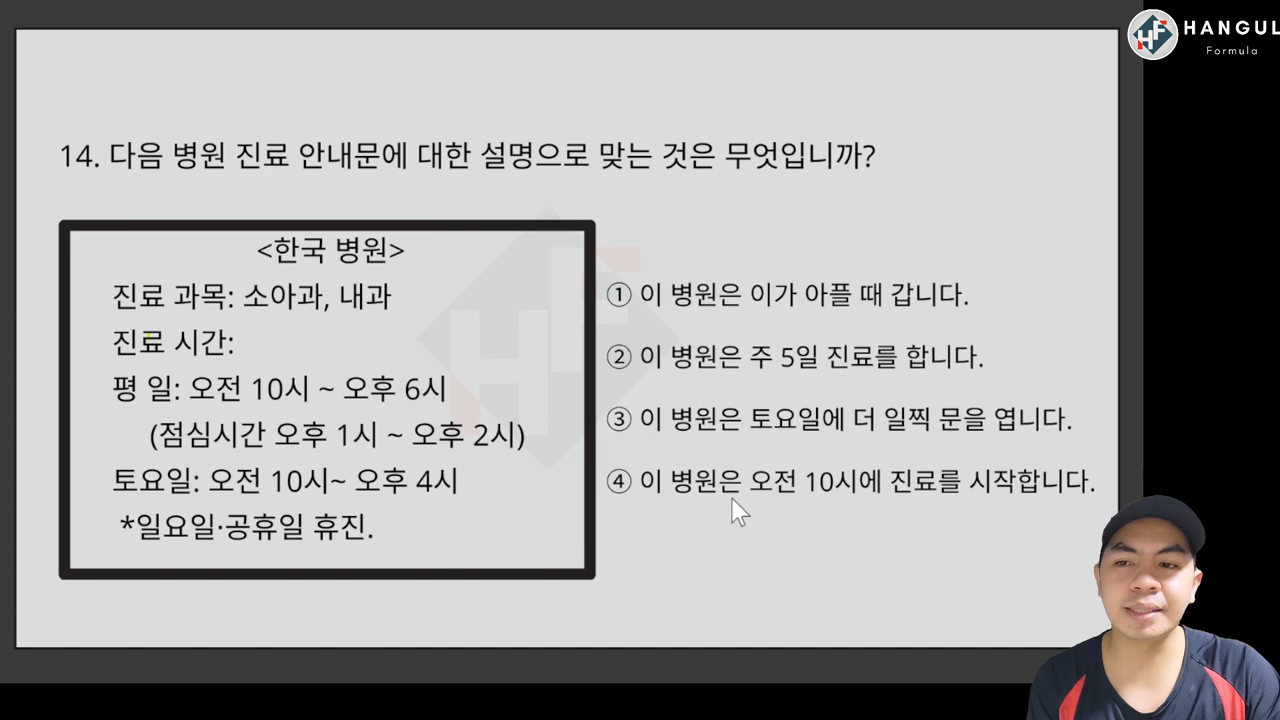 HANGUL
Formula
14. 다음 병원 진료 안내문에 대한 설명으로 맞는 것은 무엇입니까?
<한국 병원>
진료 과목: 소아과, 내과
진료 시간:
평 일: 오전 10시 ~ 오후 6시
(점심시간 오후 1시 ~ 오후 2시)
토요일: 오전 10시~ 오후 4시
*일요일·공휴일 휴진.
① 이 병원은 이가 아플 때 갑니다.
② 이 병원은 주 5일 진료를 합니다.
③ 이 병원은 토요일에 더 일찍 문을 엽니다.
④ 이 병원은 오전 10시에 진료를 시작합니다.
HF